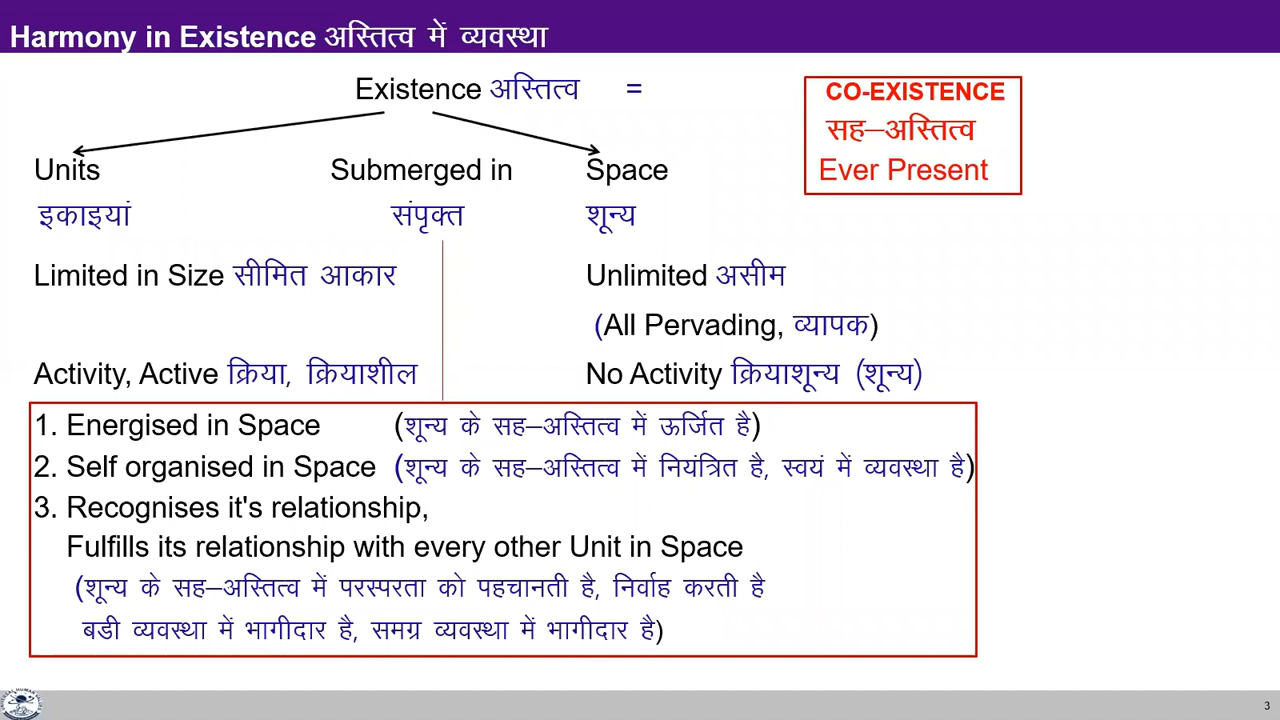 Harmony in Existence अस्तित्व में व्यवस्था
Existence अस्तित्व =
CO-EXISTENCE
सह–अस्तित्व
Ever Present
Units Submerged in Space
इकाइयां संपृक्त शून्य
Limited in Size सीमित आकार Unlimited असीम
(All Pervading, व्यापक)
Activity, Active क्रिया, क्रियाशील No Activity क्रियाशून्य (शून्य)
1. Energised in Space (शून्य के सह–अस्तित्व में ऊर्जित है)
2. Self organised in Space (शून्य के सह–अस्तित्व में नियंत्रित है, स्वयं में व्यवस्था है)
3. Recognises it's relationship,
Fulfills its relationship with every other Unit in Space
(शून्य के सह–अस्तित्व में परस्परता को पहचानती है, निर्वाह करती है
बडी व्यवस्था में भागीदार है, समग्र व्यवस्था में भागीदार है)
3